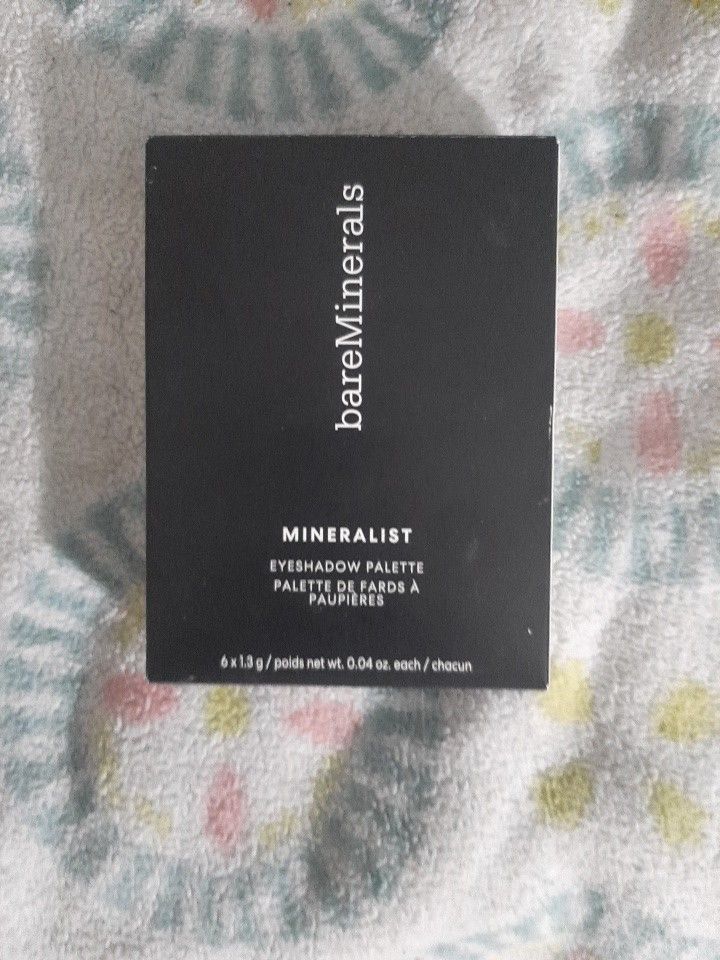 bareMinerals
MINERALIST
EYESHADOW PALETTE
PALETTE DE FARDS À
PAUPIÈRES
6 x 1.3 g / poids net wt. 0.04 oz. each / chacun